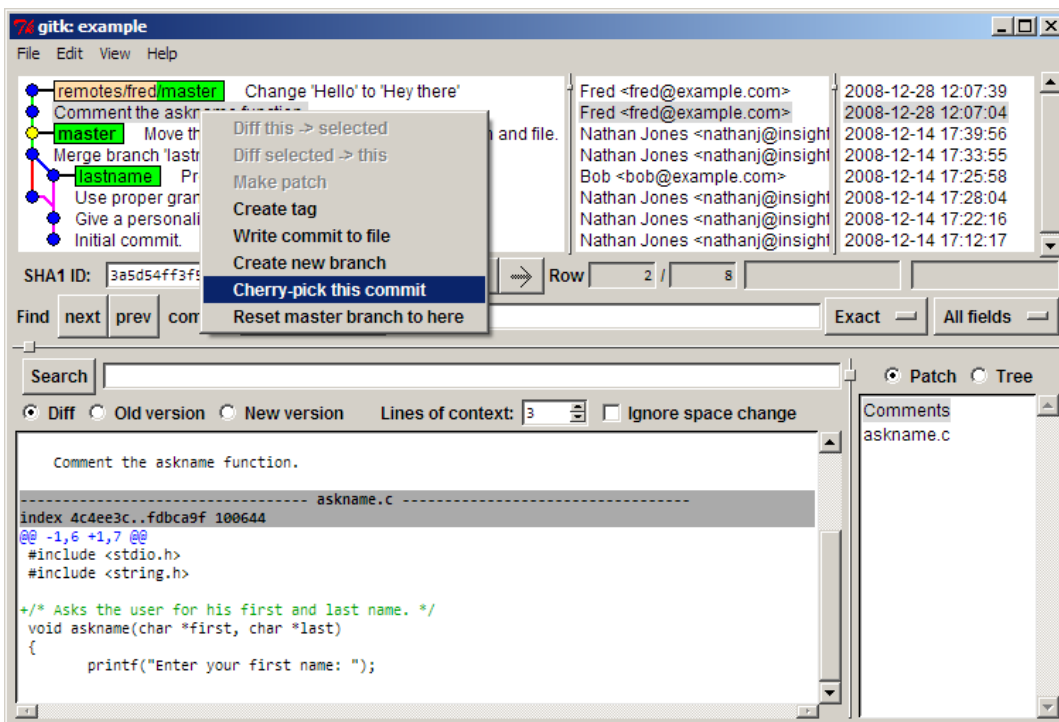 gitk: example
File Edit View Help
remotes/fred/master Change 'Hello' to 'Hey there' Fred <fred@example.com> 2008-12-28 12:07:39
Comment the askname function. Fred <fred@example.com> 2008-12-28 12:07:04
master Move th and file. Nathan Jones <nathanj@insight 2008-12-14 17:39:56
Merge branch 'lastr Nathan Jones <nathanj@insight 2008-12-14 17:33:55
lastname Pr Bob <bob@example.com> 2008-12-14 17:25:58
Use proper gran Nathan Jones <nathanj@insight 2008-12-14 17:28:04
Give a personali Nathan Jones <nathanj@insight 2008-12-14 17:22:16
Initial commit. Nathan Jones <nathanj@insight 2008-12-14 17:12:17
Diff this -> selected
Diff selected -> this
Make patch
Create tag
Write commit to file
Create new branch
Cherry-pick this commit
Reset master branch to here
SHA1 ID: 3a5d54ff3f5 Row 2 / 8
Find next prev com Exact All fields
Search Patch Tree
Diff Old version New version Lines of context: 3 Ignore space change
Comments
askname.c
Comment the askname function.
---------------------------------- askname.c ----------------------------------
index 4c4ee3c..fdbca9f 100644
@@ -1,6 +1,7 @@
#include <stdio.h>
#include <string.h>
+/* Asks the user for his first and last name. */
void askname(char *first, char *last)
{
printf("Enter your first name: ");